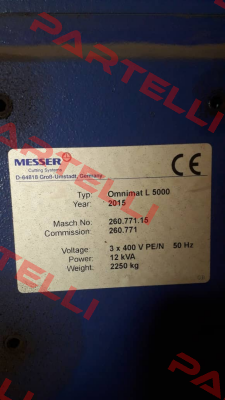 PARTELLI
MESSER
Cutting Systems
D-64818 Groß-Umstadt, Germany
CE
Typ: Omnimat L 5000
Year: 2015
Masch No. 260.771.15
Commission: 260.771
Voltage: 3 x 400 V PE/N 50 Hz
Power: 12 kVA
Weight: 2250 kg
PARTELLI
PARTELLI